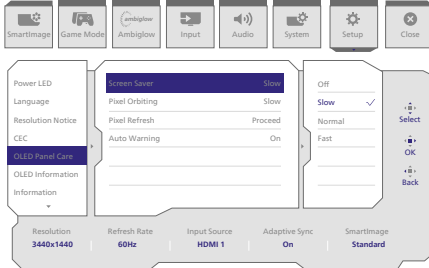 SmartImage Game Mode Ambiglow Input Audio System Setup Close
ambiglow
Power LED
Language
Resolution Notice
CEC
OLED Panel Care
OLED Information
Information
Screen Saver Slow
Pixel Orbiting Slow
Pixel Refresh Proceed
Auto Warning On
Off
Slow
Normal
Fast
Select
OK
Back
Resolution Refresh Rate Input Source Adaptive Sync SmartImage
3440x1440 60Hz HDMI 1 On Standard